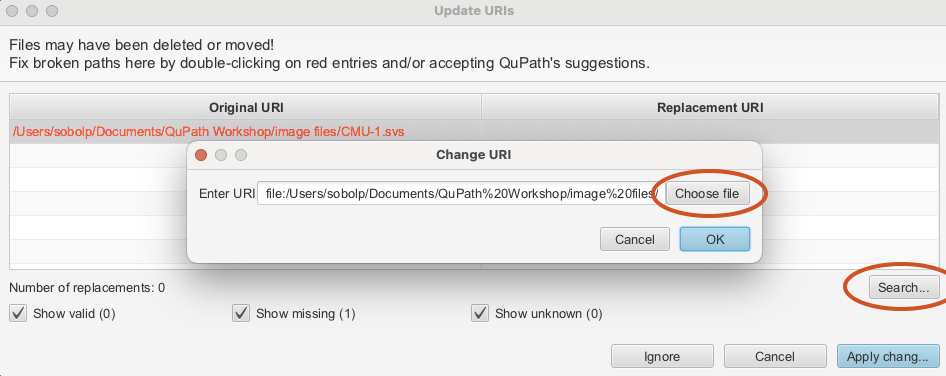 Update URIs
Files may have been deleted or moved!
Fix broken paths here by double-clicking on red entries and/or accepting QuPath's suggestions.
Original URI
Replacement URI
/Users/sobolp/Documents/QuPath Workshop/image files/CMU-1.svs
Change URI
Enter URI
file:/Users/sobolp/Documents/QuPath%20Workshop/image%20files/
Choose file
Cancel
OK
Number of replacements: 0
Search...
Show valid (0)
Show missing (1)
Show unknown (0)
Ignore
Cancel
Apply chang...